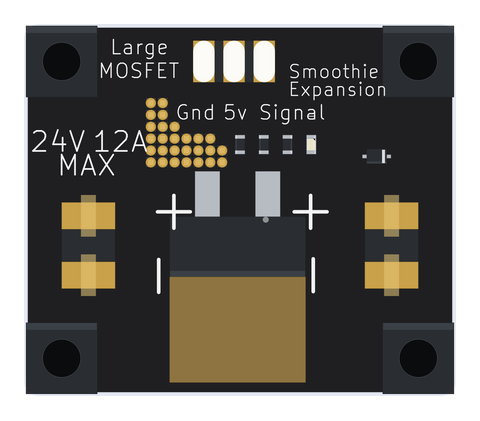 Large
MOSFET
Smoothie
Expansion
Gnd 5v Signal
24V 12A
MAX
+ +
- -